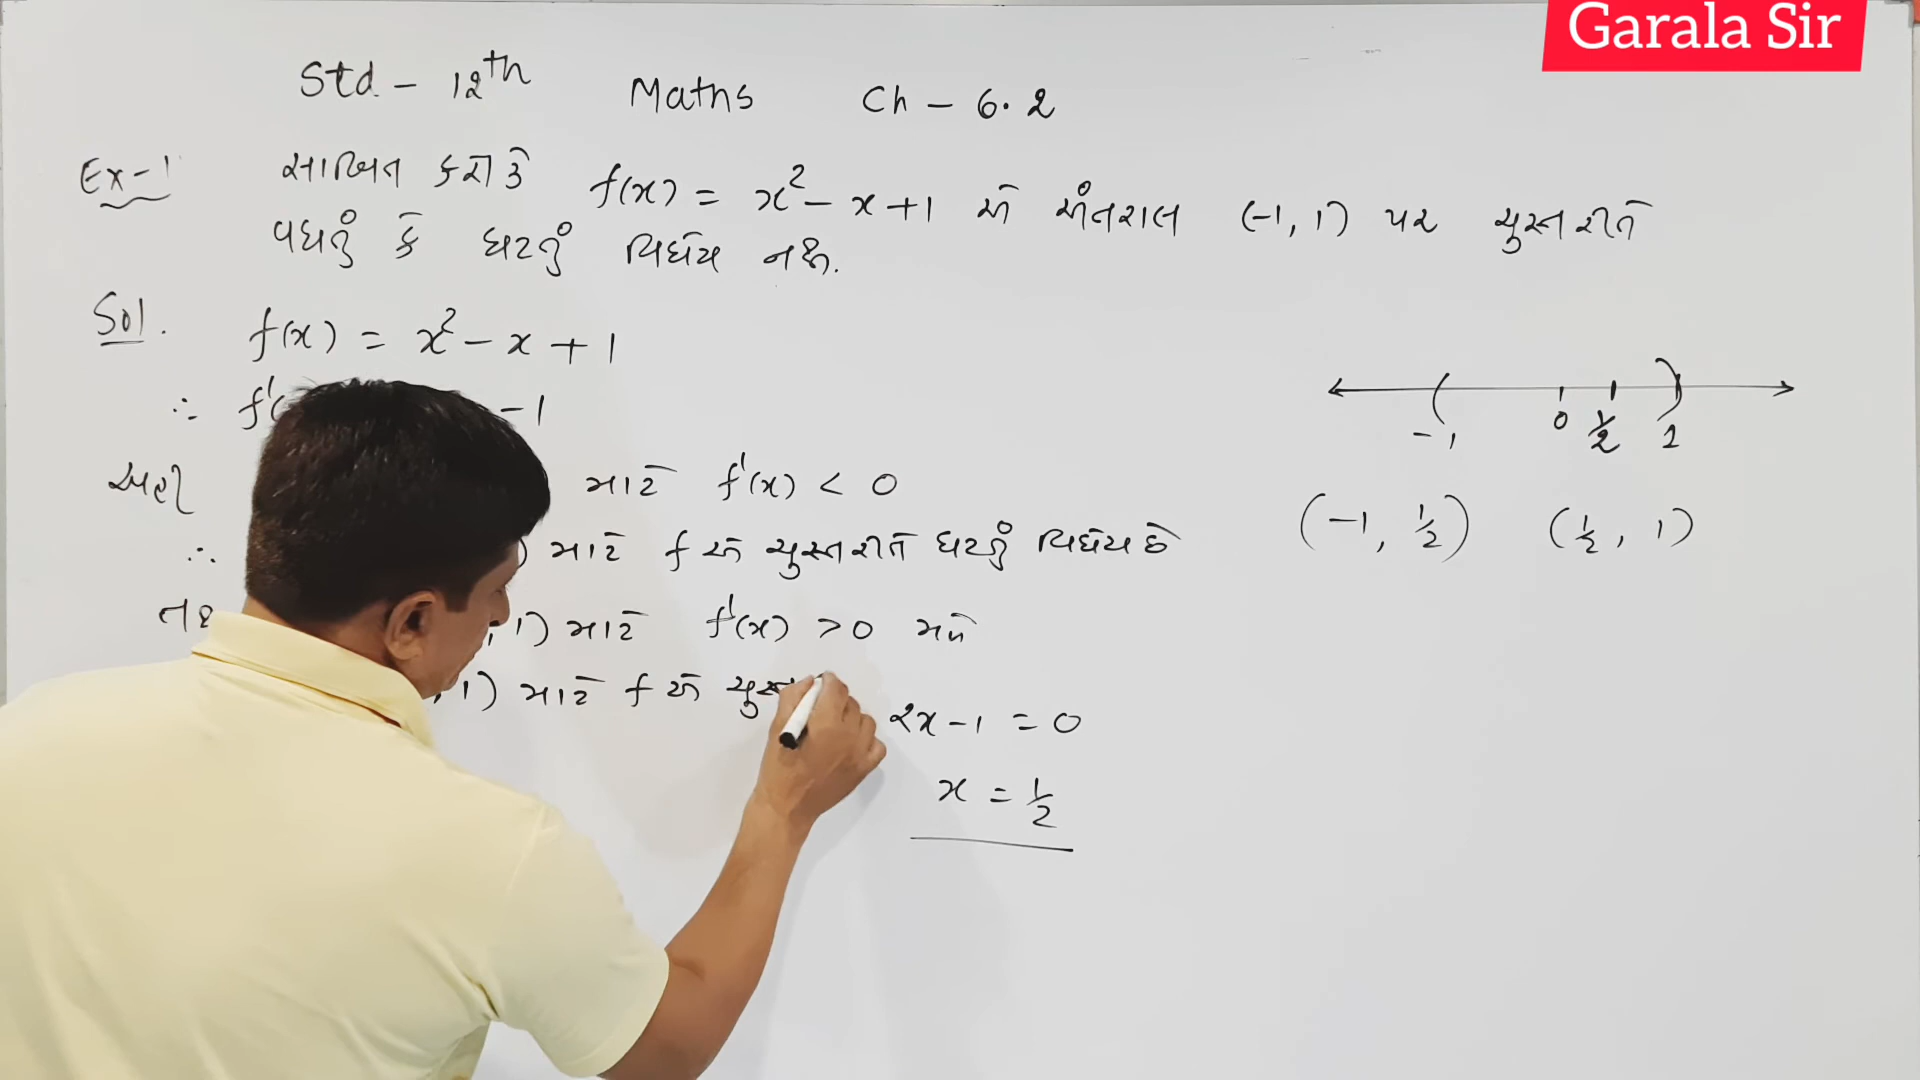 Garala Sir
Std - 12th Maths Ch - 6.2
Ex-1 સાબિત કરો કે f(x) = x² - x + 1 એ અંતરાલ (-1, 1) પર ચુસ્ત રીતે
વધતું કે ઘટતું વિધેય નથી.
Sol. f(x) = x² - x + 1
∴ f'( - 1
અહીં માટે f'(x) < 0
∴ ) માટે f એ ચુસ્ત રીતે ઘટતું વિધેય છે
, 1) માટે f'(x) > 0 અને
, 1) માટે f એ
2x - 1 = 0
x = 1/2
-1 0 1/2 1
(-1, 1/2) (1/2, 1)